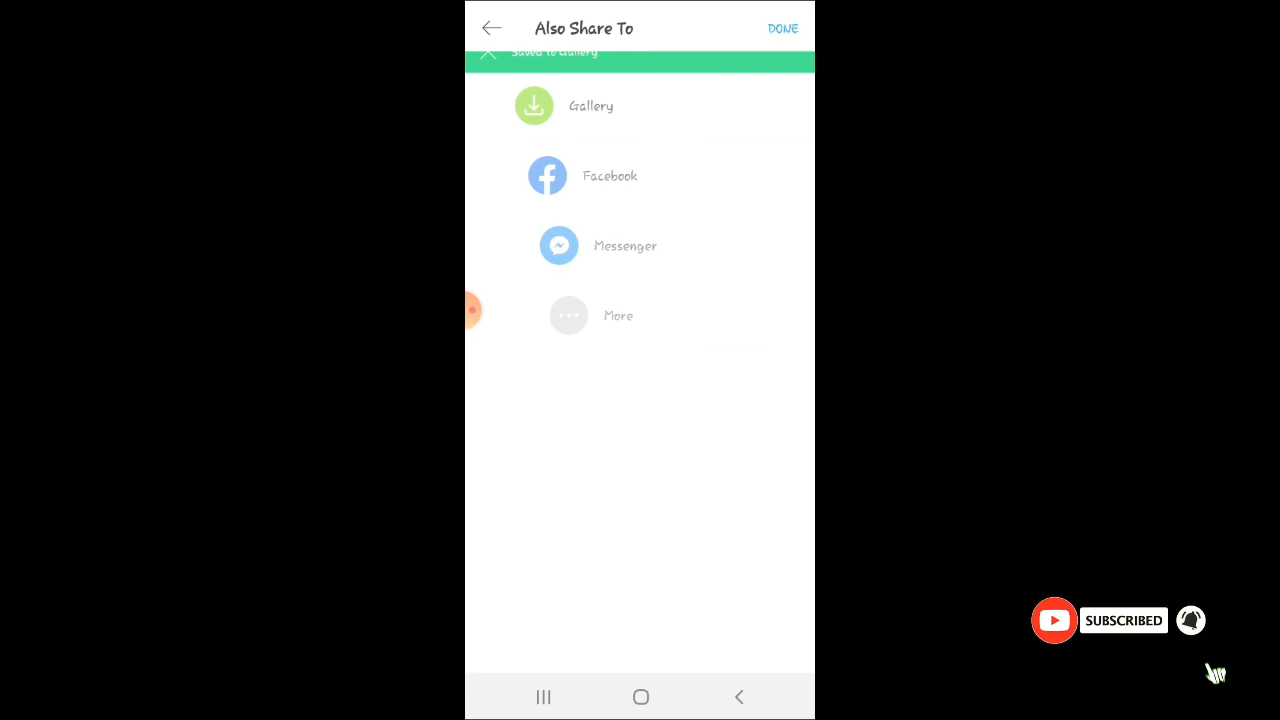 Also Share To
DONE
Saved to Gallery
Gallery
Facebook
Messenger
More
SUBSCRIBED